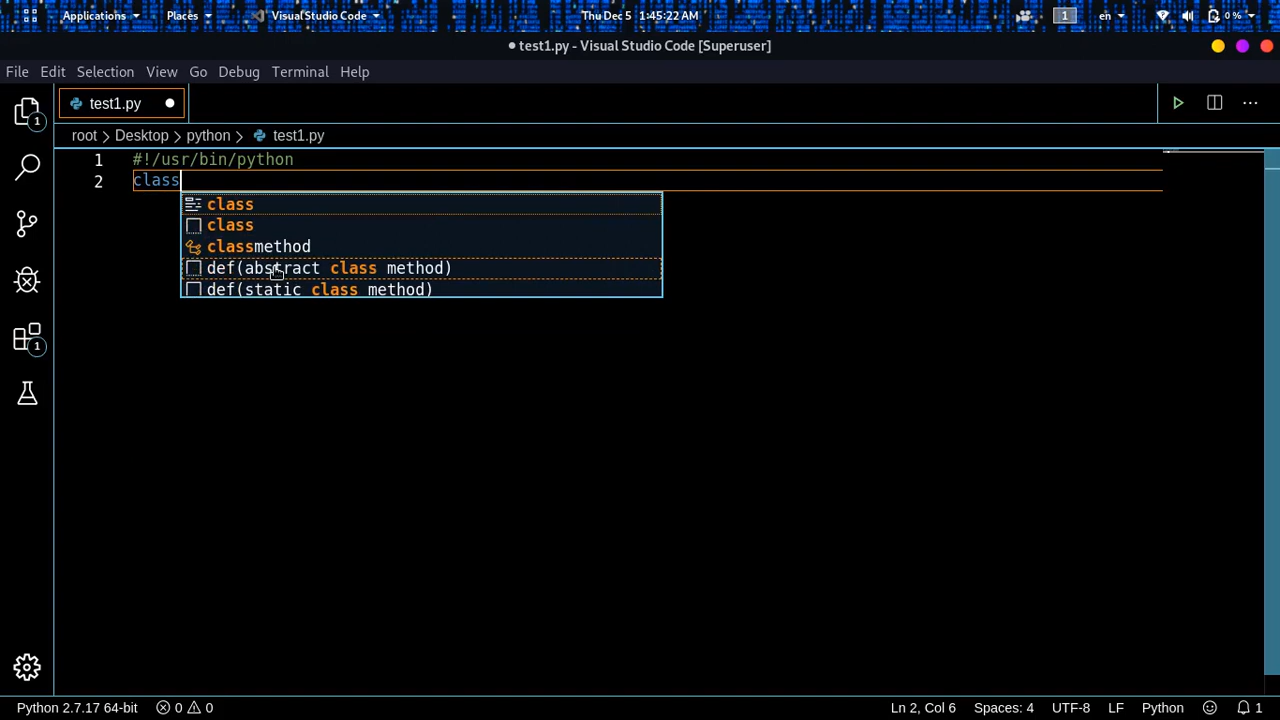 Applications Places Visual Studio Code Thu Dec 5 1:45:22 AM 1 en 0 %
test1.py - Visual Studio Code [Superuser]
File Edit Selection View Go Debug Terminal Help
1 test1.py
root > Desktop > python > test1.py
1 #!/usr/bin/python
2 class
class
class
classmethod
def(abstract class method)
def(static class method)
1
Python 2.7.17 64-bit 0 0 Ln 2, Col 6 Spaces: 4 UTF-8 LF Python 1